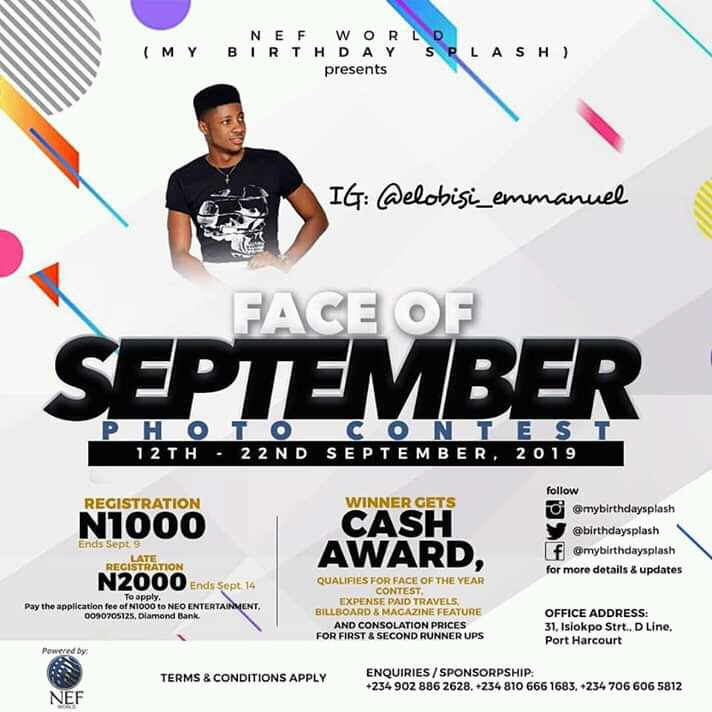 NEF WORLD
(MY BIRTHDAY SPLASH)
presents
IG: @elobisi_emmanuel
FACE OF
SEPTEMBER
PHOTO CONTEST
12TH - 22ND SEPTEMBER, 2019
REGISTRATION
N1000
Ends Sept. 9
LATE
REGISTRATION
N2000 Ends Sept. 14
To apply,
Pay the application fee of N1000 to NEO ENTERTAINMENT,
0090705125, Diamond Bank.
WINNER GETS
CASH
AWARD,
QUALIFIES FOR FACE OF THE YEAR
CONTEST,
EXPENSE PAID TRAVELS,
BILLBOARD & MAGAZINE FEATURE
AND CONSOLATION PRICES
FOR FIRST & SECOND RUNNER UPS
follow
@mybirthdaysplash
@birthdaysplash
@mybirthdaysplash
for more details & updates
OFFICE ADDRESS:
31, Isiokpo Strt., D Line,
Port Harcourt
Powered by:
NEF
WORLD
TERMS & CONDITIONS APPLY
ENQUIRIES / SPONSORPSHIP:
+234 902 886 2628, +234 810 666 1683, +234 706 606 5812